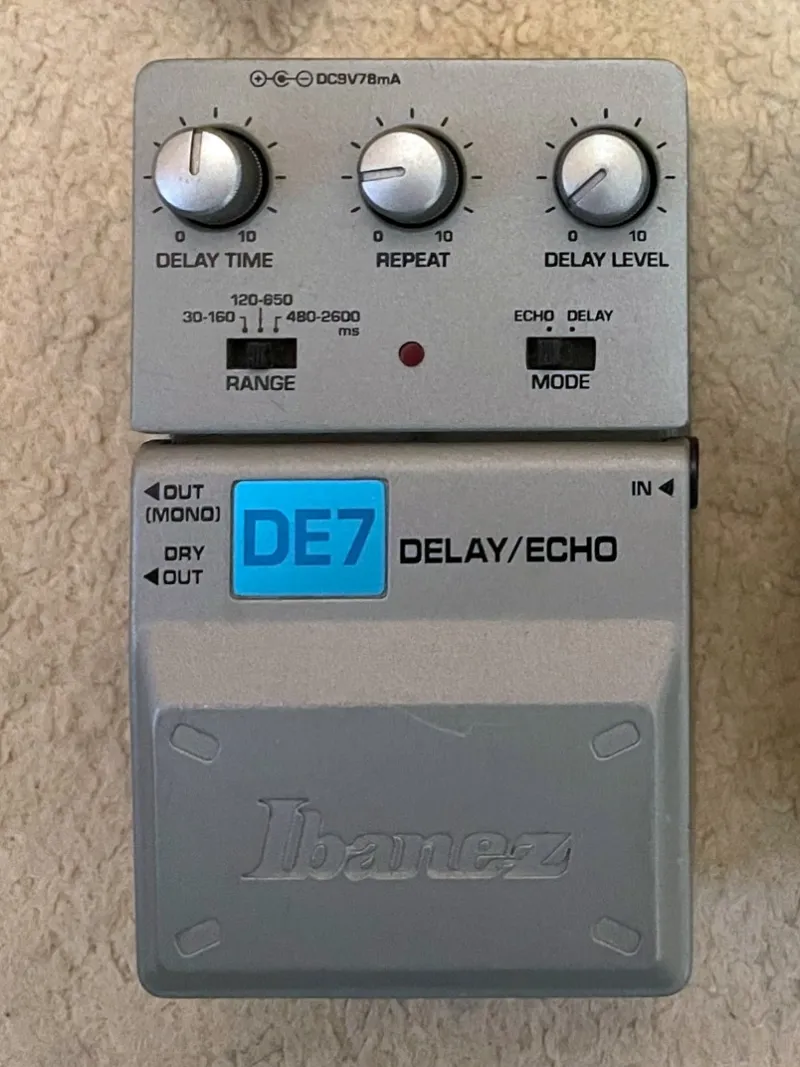 DC9V78mA
0 10 0 10 0 10
DELAY TIME REPEAT DELAY LEVEL
120-650
30-160 480-2600
ms
ECHO DELAY
RANGE MODE
OUT
(MONO)
DRY
OUT
DE7 DELAY/ECHO
IN
Ibanez